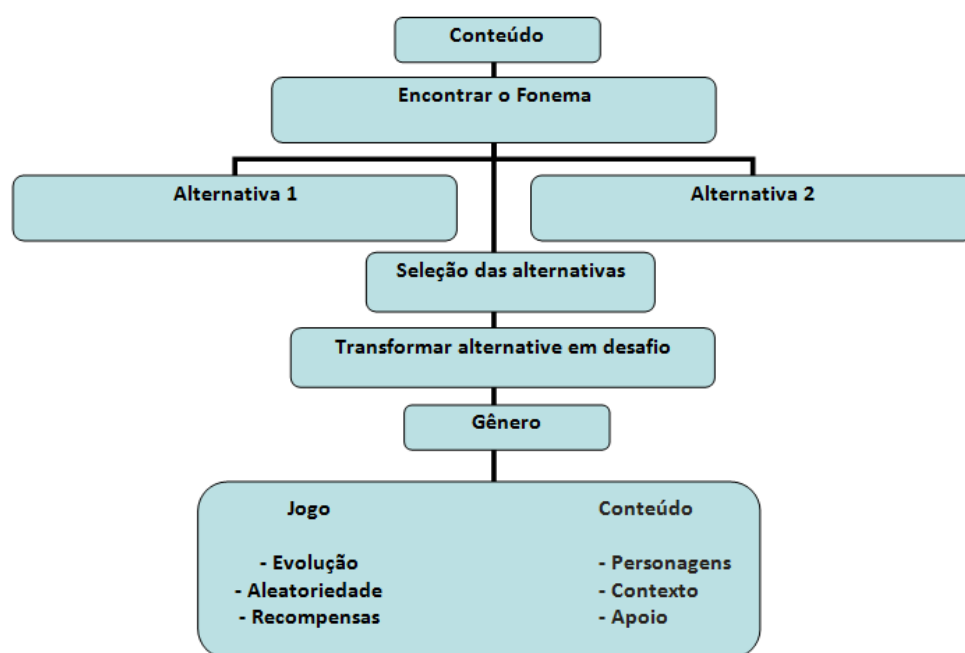 Conteúdo
Encontrar o Fonema
Alternativa 1
Alternativa 2
Seleção das alternativas
Transformar alternative em desafio
Gênero
Jogo
- Evolução
- Aleatoriedade
- Recompensas
Conteúdo
- Personagens
- Contexto
- Apoio